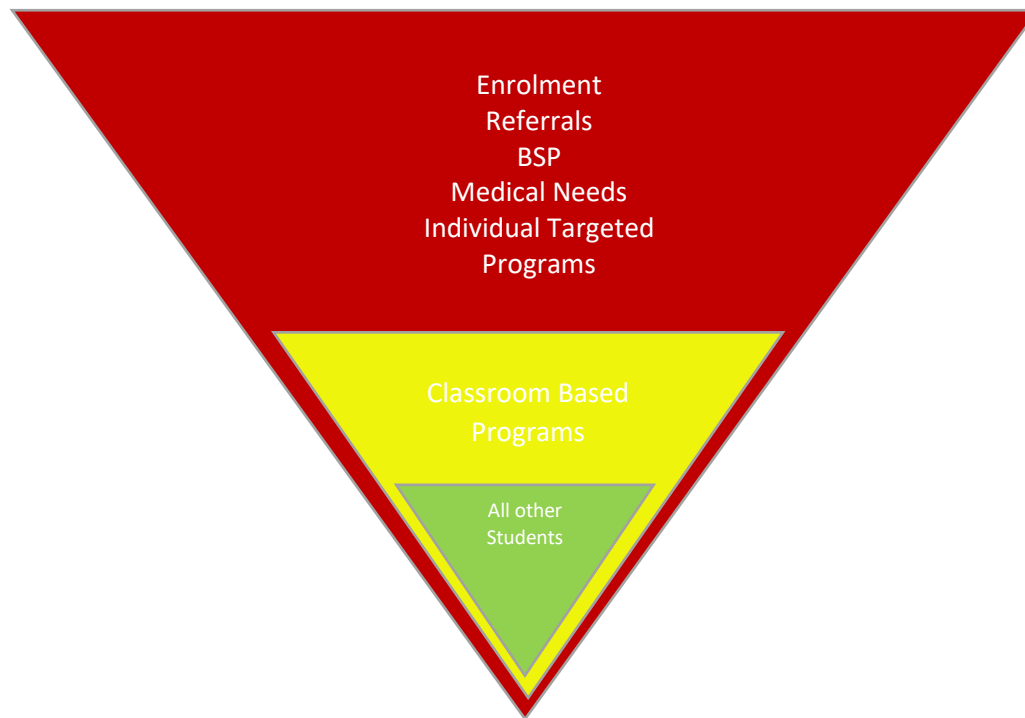 Enrolment
Referrals
BSP
Medical Needs
Individual Targeted
Programs
Classroom Based
Programs
All other
Students